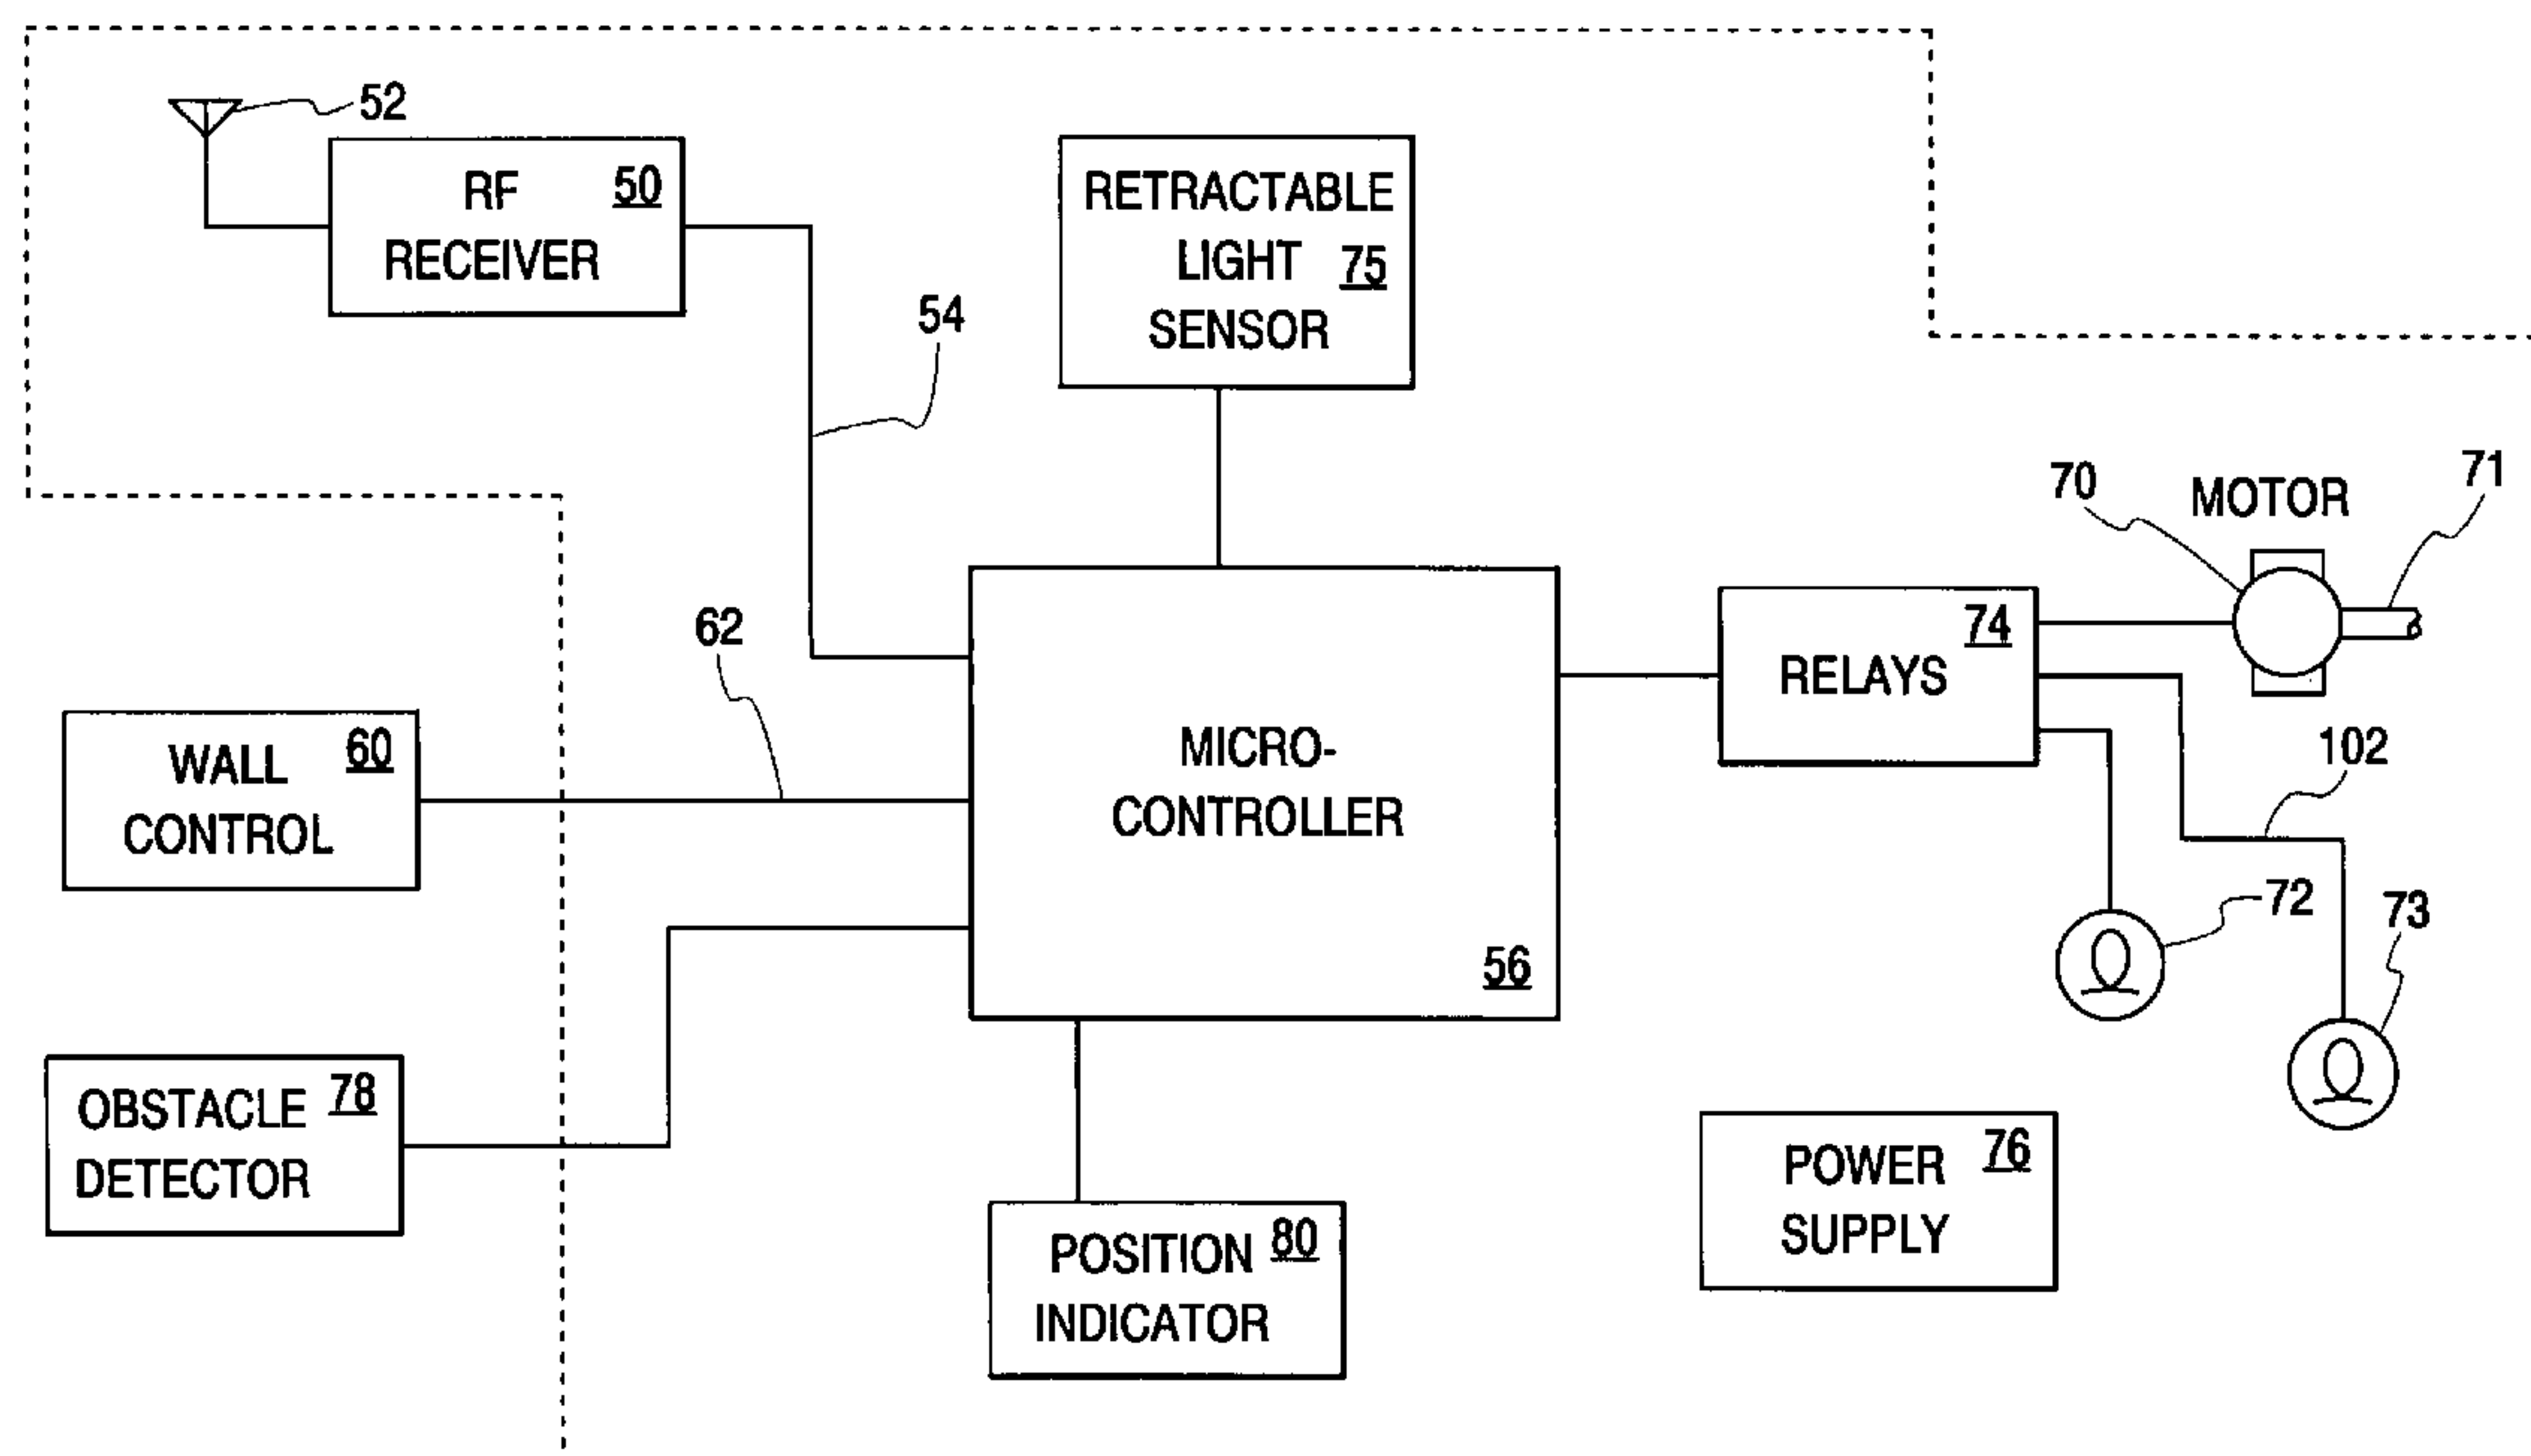 52
RF 50
RECEIVER
RETRACTABLE
LIGHT 75
SENSOR
54
70
MOTOR
71
62
74
RELAYS
60
WALL
CONTROL
MICRO-
CONTROLLER
56
102
72
73
OBSTACLE 78
DETECTOR
POWER 76
SUPPLY
POSITION 80
INDICATOR